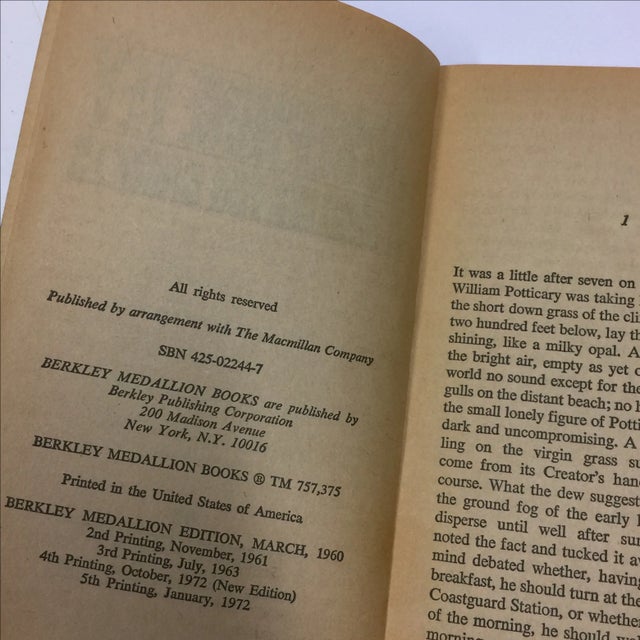 All rights reserved
Published by arrangement with The Macmillan Company
SBN 425-02244-7
BERKLEY MEDALLION BOOKS are published by
Berkley Publishing Corporation
200 Madison Avenue
New York, N.Y. 10016
BERKLEY MEDALLION BOOKS ® TM 757,375
Printed in the United States of America
BERKLEY MEDALLION EDITION, MARCH, 1960
2nd Printing, November, 1961
3rd Printing, July, 1963
4th Printing, October, 1972 (New Edition)
5th Printing, January, 1972
1
It was a little after seven on
William Potticary was taking
the short down grass of the cli
two hundred feet below, lay th
shining, like a milky opal. A
the bright air, empty as yet o
world no sound except for the
gulls on the distant beach; no h
the small lonely figure of Potti
dark and uncompromising. A
ling on the virgin grass su
come from its Creator's han
course. What the dew suggest
the ground fog of the early
disperse until well after sun
noted the fact and tucked it aw
mind debated whether, having
breakfast, he should turn at the
Coastguard Station, or whethe
of the morning, he should wal
morning